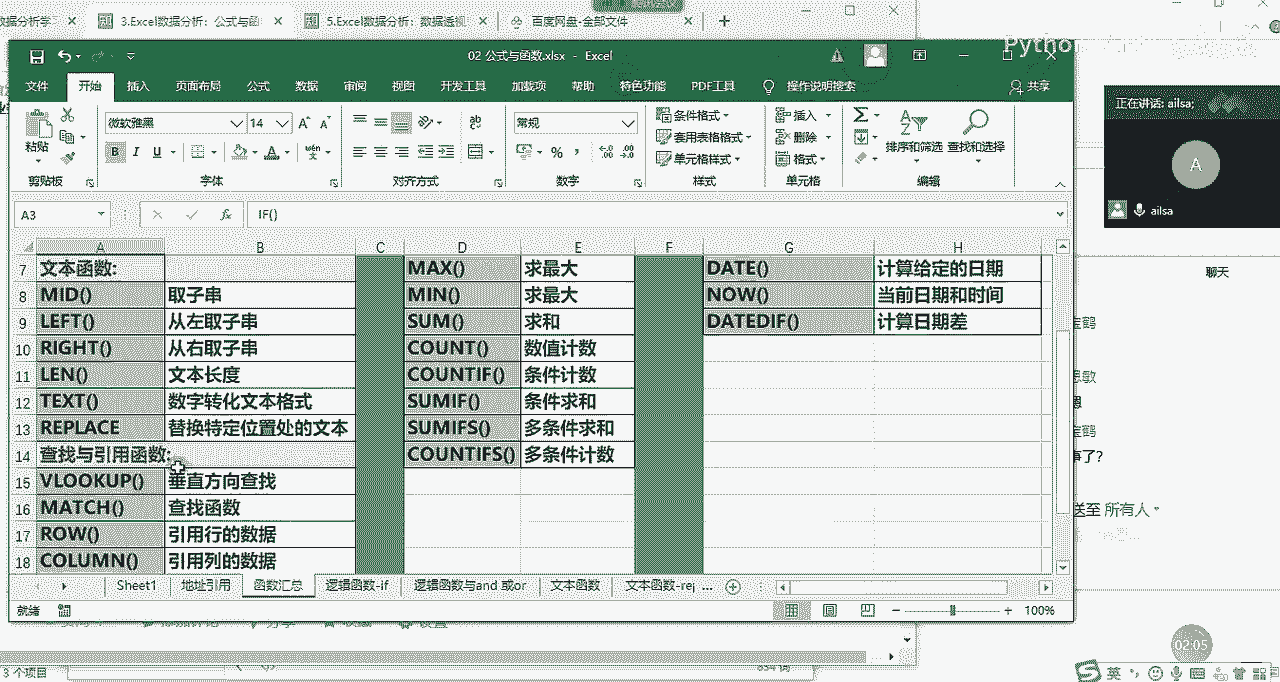 数据分析学
3.Excel数据分析：公式与函
5.Excel数据分析：数据透视
百度网盘-全部文件
02 公式与函数.xlsx - Excel
Python
文件 开始 插入 页面布局 公式 数据 审阅 视图 开发工具 加载项 帮助 特色功能 PDF工具 操作说明搜索 共享
粘贴
微软雅黑 14
B I U
常规
条件格式
套用表格格式
单元格样式
插入
删除
格式
排序和筛选 查找和选择
剪贴板 字体 对齐方式 数字 样式 单元格 编辑
正在讲话: ailsa;
A
ailsa
A3 fx IF()
A B C D E F G H
7 文本函数: MAX() 求最大 DATE() 计算给定的日期
8 MID() 取子串 MIN() 求最大 NOW() 当前日期和时间
9 LEFT() 从左取子串 SUM() 求和 DATEDIF() 计算日期差
10 RIGHT() 从右取子串 COUNT() 数值计数
11 LEN() 文本长度 COUNTIF() 条件计数
12 TEXT() 数字转化文本格式 SUMIF() 条件求和
13 REPLACE 替换特定位置处的文本 SUMIFS() 多条件求和
14 查找与引用函数: COUNTIFS() 多条件计数
15 VLOOKUP() 垂直方向查找
16 MATCH() 查找函数
17 ROW() 引用行的数据
18 COLUMN() 引用列的数据
聊天
宝鹤
思敏
宝鹤
事了?
送至 所有人
Sheet1 地址引用 函数汇总 逻辑函数-if 逻辑函数与and 或or 文本函数 文本函数-rep ...
就绪
100%
02:05
3 个项目
英